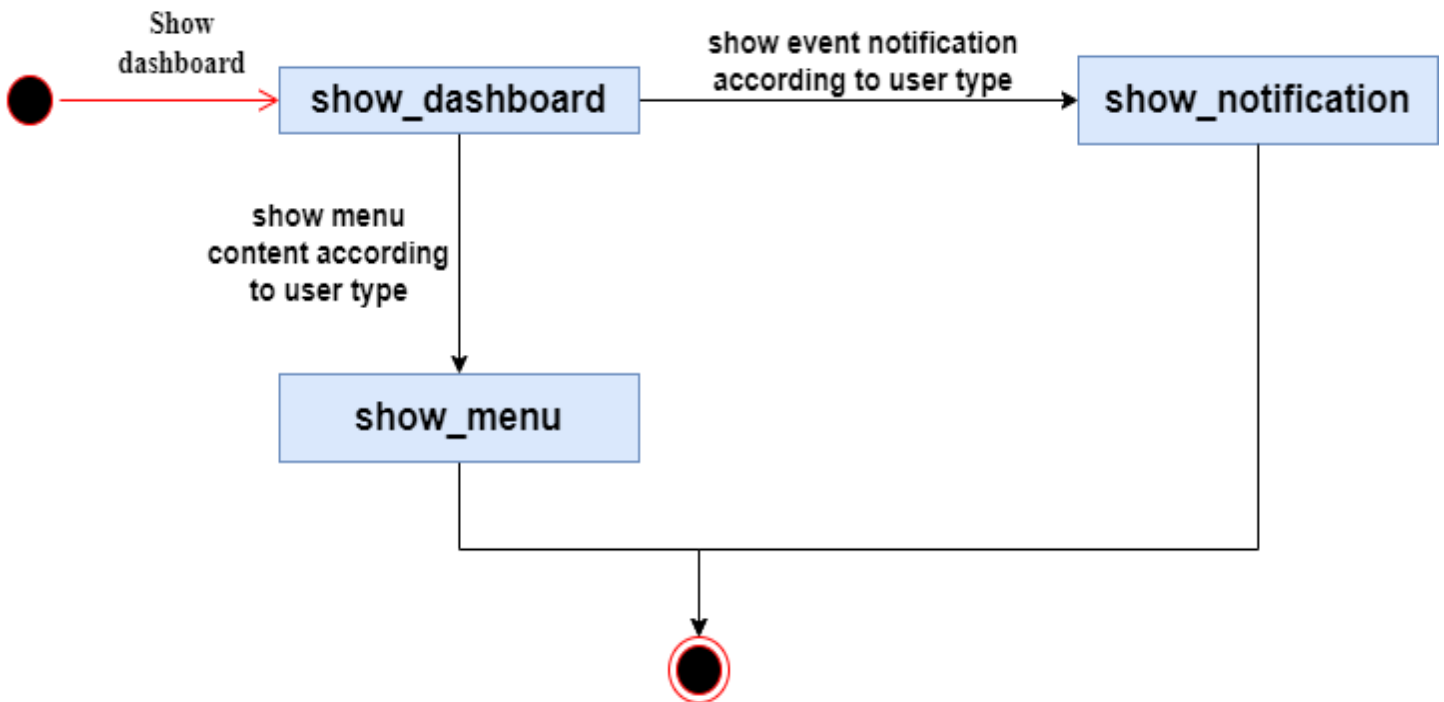 Show
dashboard
show_dashboard
show event notification
according to user type
show_notification
show menu
content according
to user type
show_menu